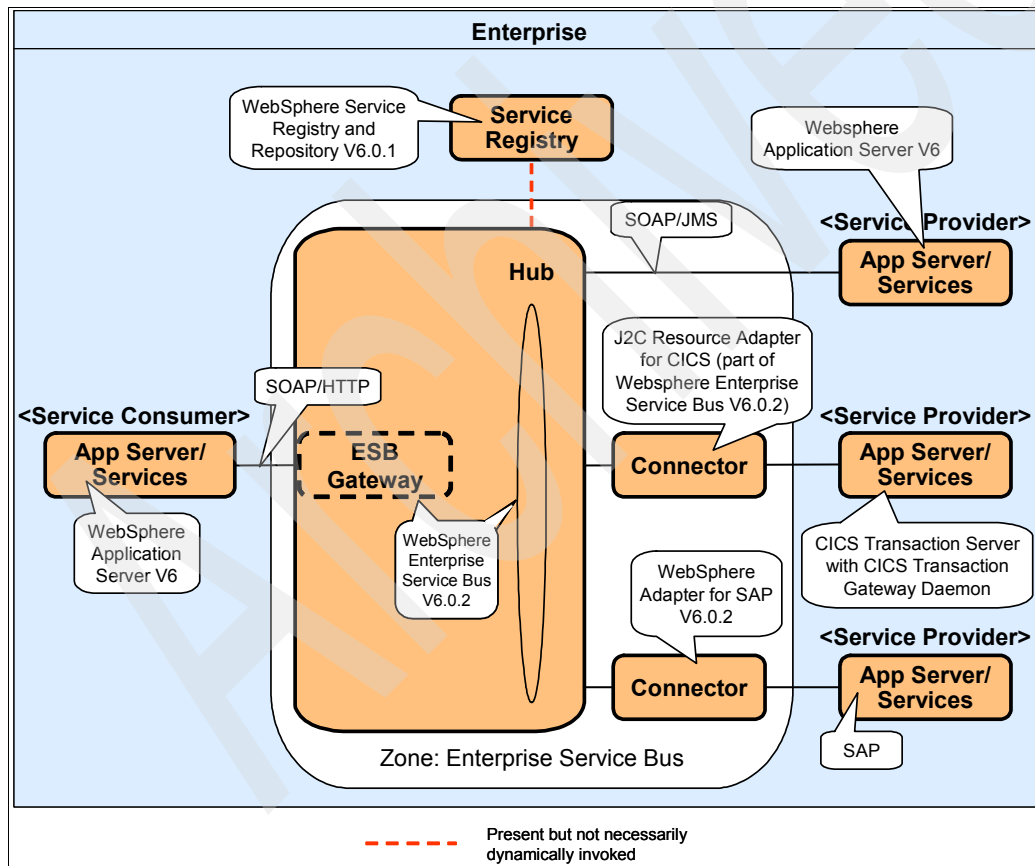 Enterprise
WebSphere Service
Registry and
Repository V6.0.1
Service
Registry
Websphere
Application Server V6
SOAP/JMS
<Service Provider>
App Server/
Services
Hub
J2C Resource Adapter
for CICS (part of
Websphere Enterprise
Service Bus V6.0.2)
SOAP/HTTP
<Service Consumer>
App Server/
Services
ESB
Gateway
Connector
<Service Provider>
App Server/
Services
WebSphere
Application
Server V6
WebSphere
Enterprise
Service Bus
V6.0.2
CICS Transaction Server
with CICS Transaction
Gateway Daemon
WebSphere
Adapter for SAP
V6.0.2
<Service Provider>
Connector
App Server/
Services
SAP
Zone: Enterprise Service Bus
Present but not necessarily
dynamically invoked